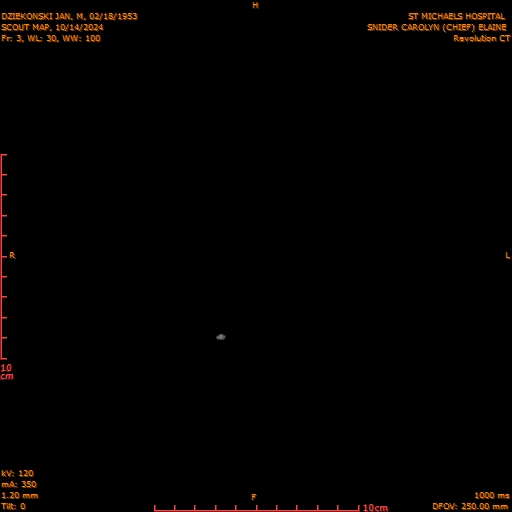 H
DZIEKONSKI JAN, M, 02/18/1953
SCOUT MAP, 10/14/2024
Fr: 3, WL: 30, WW: 100
ST MICHAELS HOSPITAL
SNIDER CAROLYN (CHIEF) ELAINE
Revolution CT
R
L
10
cm
kV: 120
mA: 350
1.20 mm
Tilt: 0
F
10cm
1000 ms
DFOV: 250.00 mm